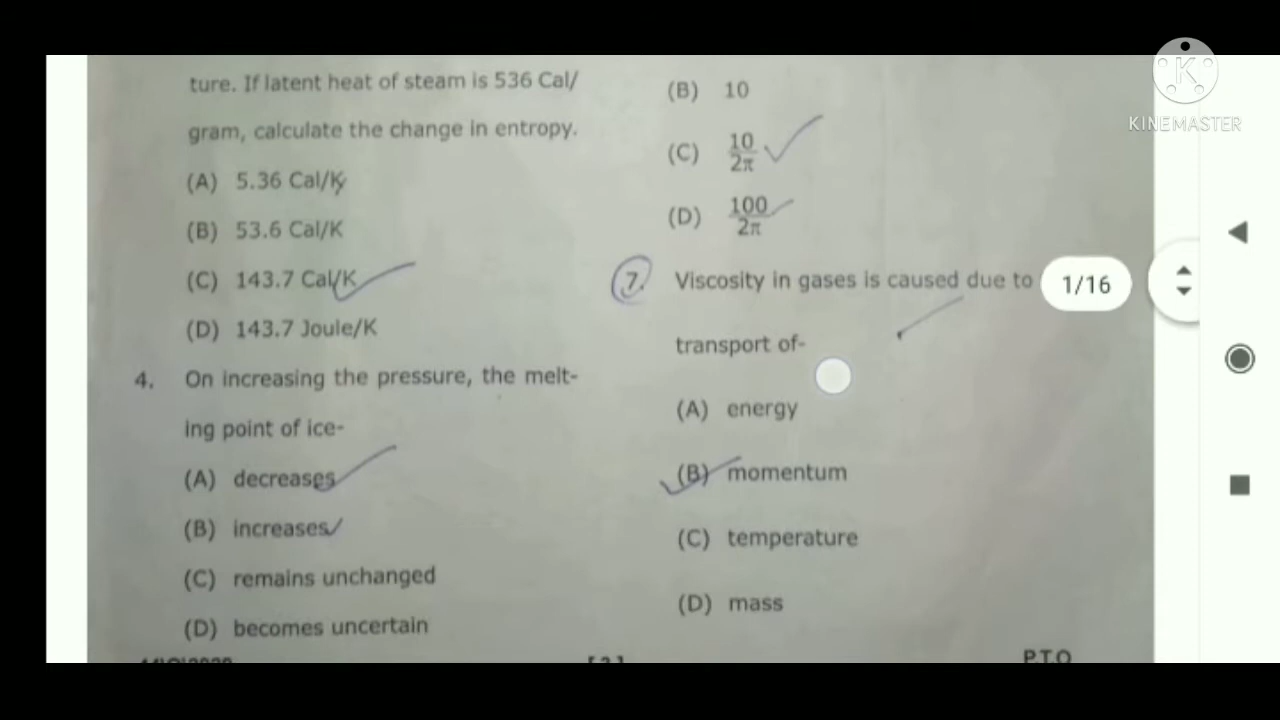 ture. If latent heat of steam is 536 Cal/
gram, calculate the change in entropy.
(A) 5.36 Cal/K
(B) 53.6 Cal/K
(C) 143.7 Cal/K
(D) 143.7 Joule/K
4. On increasing the pressure, the melt-
ing point of ice-
(A) decreases
(B) increases
(C) remains unchanged
(D) becomes uncertain
(B) 10
(C) 10/2π
(D) 100/2π
7. Viscosity in gases is caused due to
transport of-
(A) energy
(B) momentum
(C) temperature
(D) mass
P.T.O
1/16
K
KINEMASTER